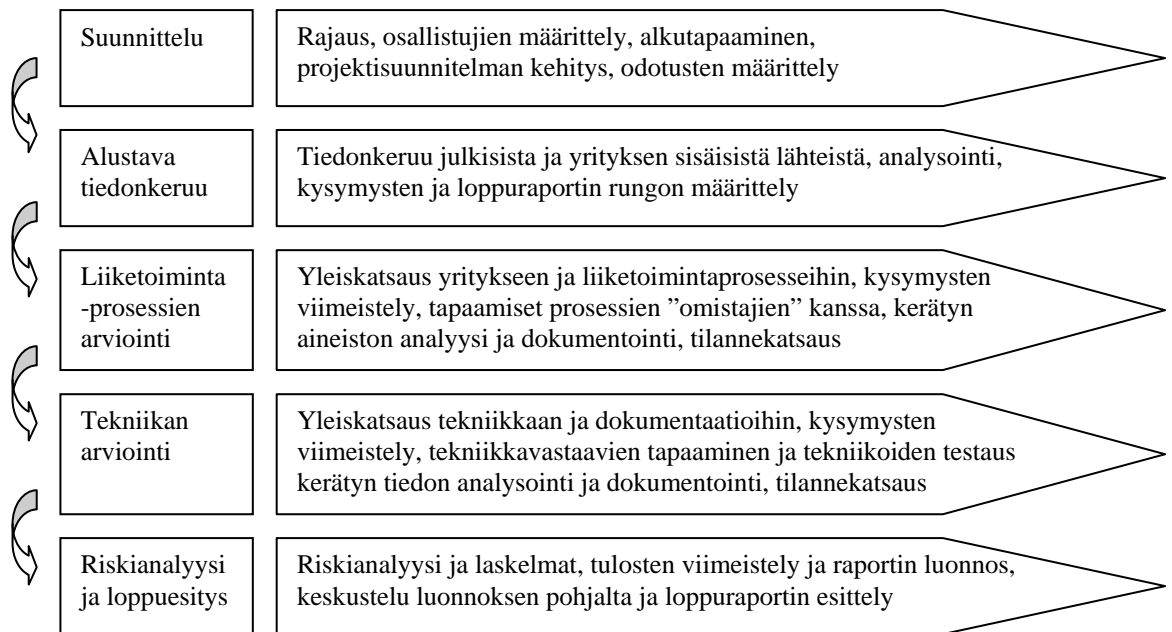 Suunnittelu
Rajaus, osallistujien määrittely, alkutapaaminen,
projektisuunnitelman kehitys, odotusten määrittely
Alustava
tiedonkeruu
Tiedonkeruu julkisista ja yrityksen sisäisistä lähteistä, analysointi,
kysymysten ja loppuraportin rungon määrittely
Liiketoiminta
-prosessien
arviointi
Yleiskatsaus yritykseen ja liiketoimintaprosesseihin, kysymysten
viimeistely, tapaamiset prosessien ”omistajien” kanssa, kerätyn
aineiston analyysi ja dokumentointi, tilannekatsaus
Tekniikan
arviointi
Yleiskatsaus tekniikkaan ja dokumentaatioihin, kysymysten
viimeistely, tekniikkavastaavien tapaaminen ja tekniikoiden testaus
kerätyn tiedon analysointi ja dokumentointi, tilannekatsaus
Riskianalyysi
ja loppuesitys
Riskianalyysi ja laskelmat, tulosten viimeistely ja raportin luonnos,
keskustelu luonnoksen pohjalta ja loppuraportin esittely